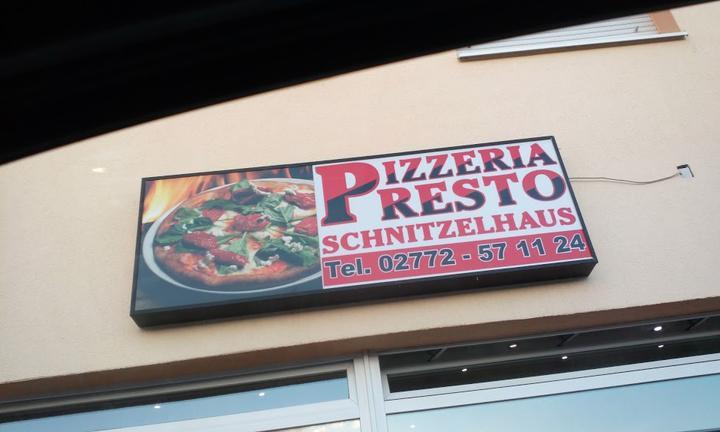 PIZZERIA
PRESTO
SCHNITZELHAUS
Tel. 02772 - 57 11 24